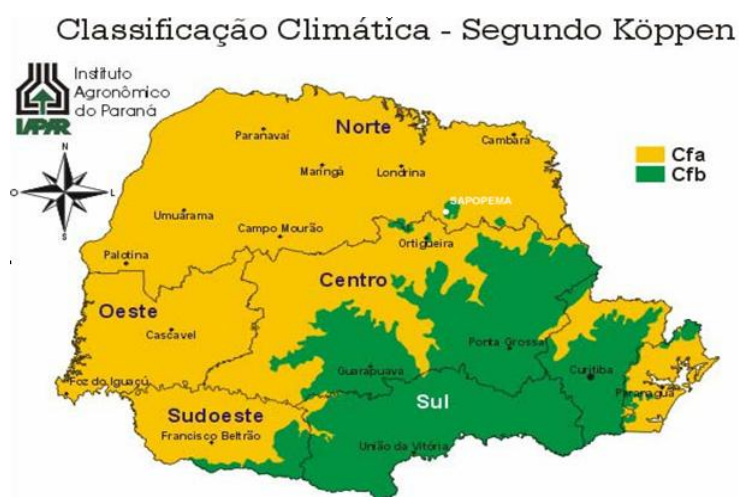 Classificação Climática - Segundo Köppen
Instituto
Agronômico
do Paraná
IAPAR
N
O
L
S
Cfa
Cfb
Norte
Paranavaí
Cambará
Maringá
Londrina
SAPOPEMA
Umuarama
Campo Mourão
Ortigueira
Palotina
Centro
Oeste
Cascavel
Ponta Grossa
Guarapuava
Curitiba
Foz do Iguaçú
Paranaguá
Sul
Sudoeste
Francisco Beltrão
União da Vitória